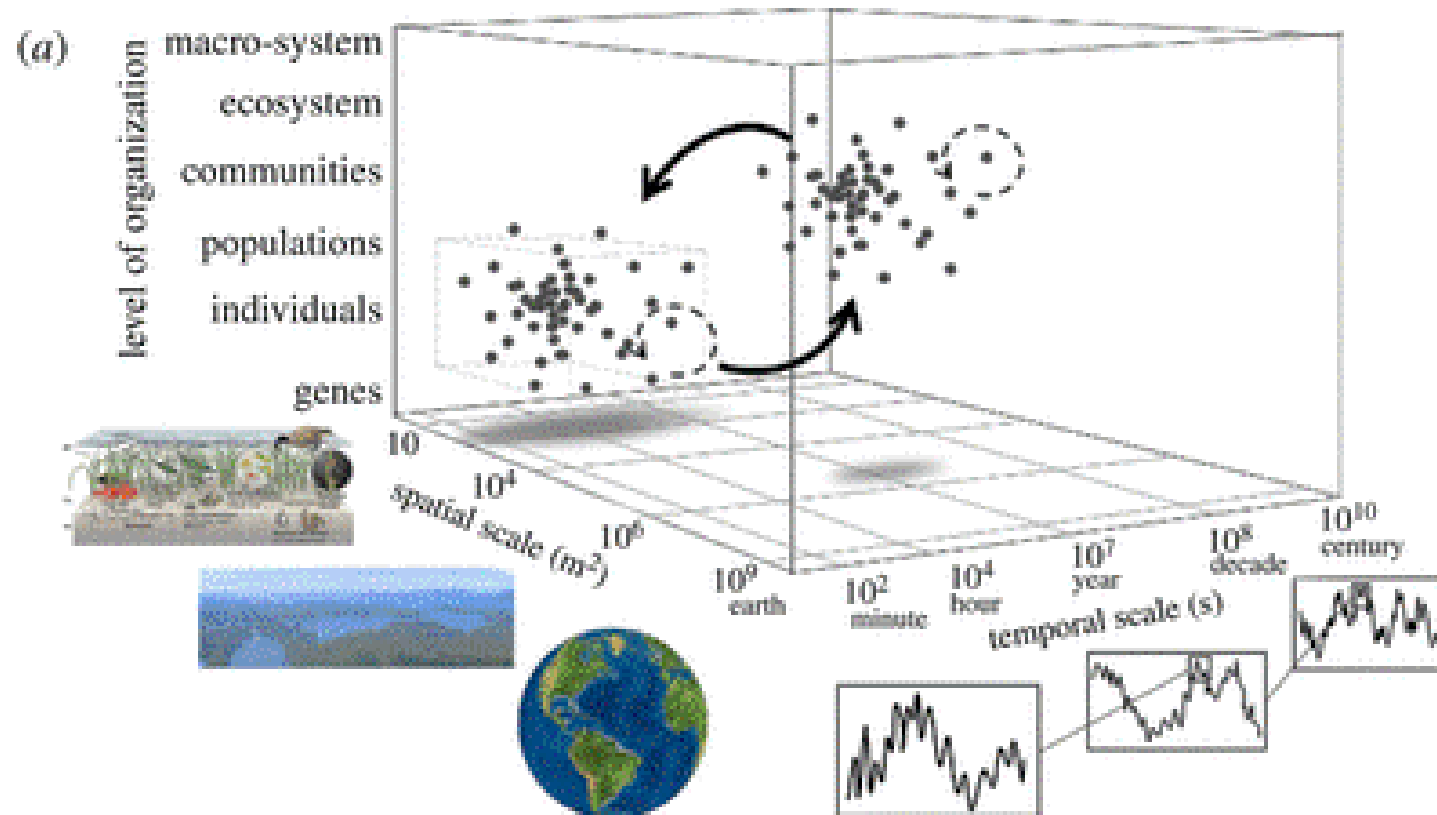 (a)
level of organization
macro-system
ecosystem
communities
populations
individuals
genes
10
10⁴
10⁶
10⁹
earth
spatial scale (m²)
10²
minute
10⁴
hour
10⁷
year
10⁸
decade
10¹⁰
century
temporal scale (s)